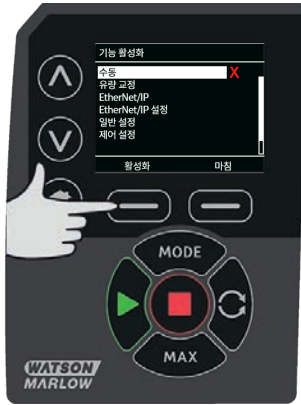 기능 활성화
수동 X
유량 교정
EtherNet/IP
EtherNet/IP 설정
일반 설정
제어 설정
활성화 마침
MODE
MAX
WATSON
MARLOW